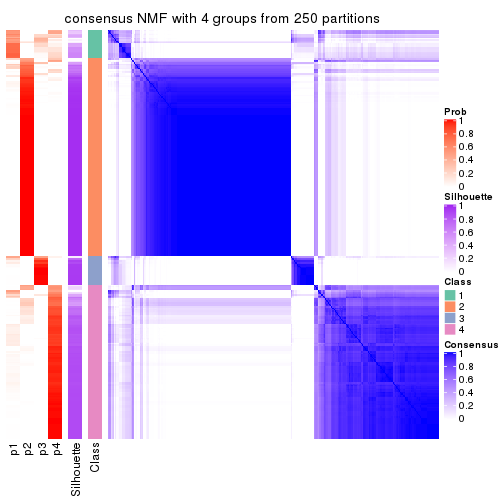 consensus NMF with 4 groups from 250 partitions
Prob
1
0.8
0.6
0.4
0.2
0
Silhouette
1
0.8
0.6
0.4
0.2
0
Class
1
2
3
4
Consensus
1
0.8
0.6
0.4
0.2
0
p1
p2
p3
p4
Silhouette
Class